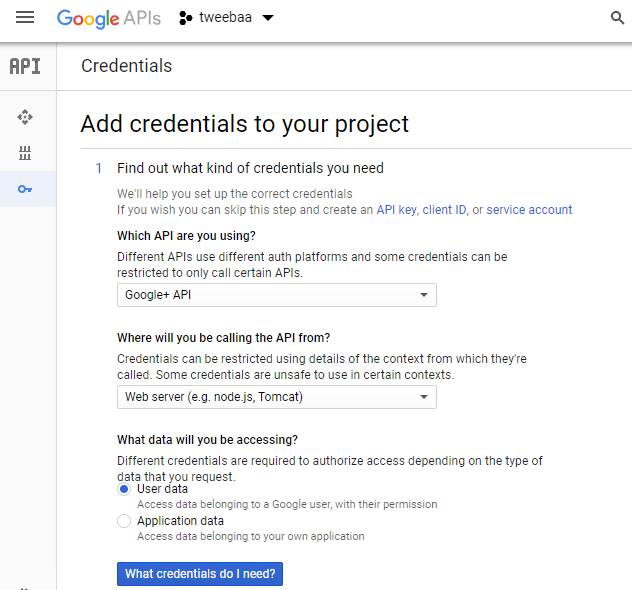 Google APIs tweebaa
API Credentials
Add credentials to your project
1 Find out what kind of credentials you need
We'll help you set up the correct credentials
If you wish you can skip this step and create an API key, client ID, or service account
Which API are you using?
Different APIs use different auth platforms and some credentials can be
restricted to only call certain APIs.
Google+ API
Where will you be calling the API from?
Credentials can be restricted using details of the context from which they're
called. Some credentials are unsafe to use in certain contexts.
Web server (e.g. node.js, Tomcat)
What data will you be accessing?
Different credentials are required to authorize access depending on the type of
data that you request.
User data
Access data belonging to a Google user, with their permission
Application data
Access data belonging to your own application
What credentials do I need?